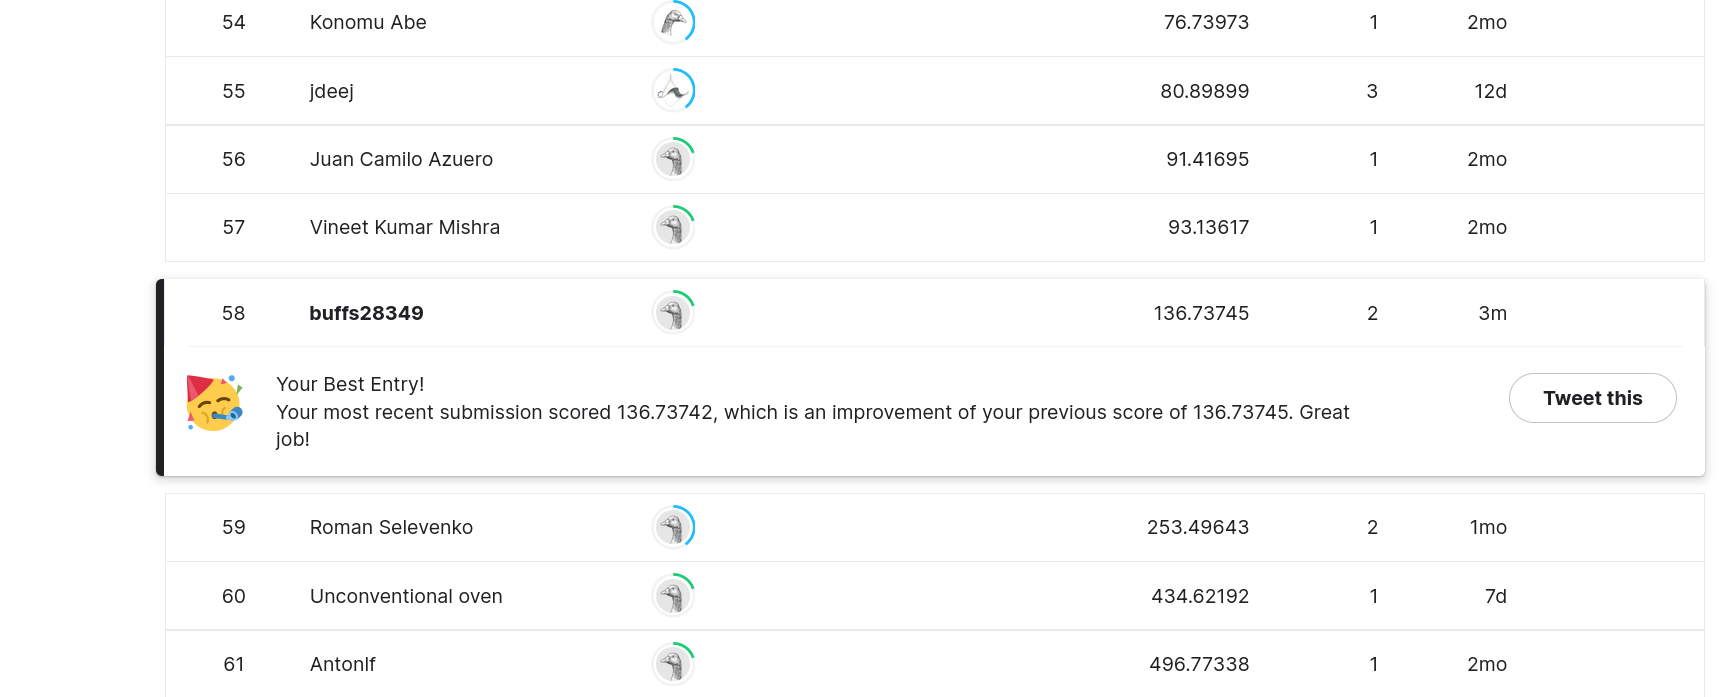 54 Konomu Abe 76.73973 1 2mo
55 jdeej 80.89899 3 12d
56 Juan Camilo Azuero 91.41695 1 2mo
57 Vineet Kumar Mishra 93.13617 1 2mo
58 buffs28349 136.73745 2 3m
Your Best Entry!
Your most recent submission scored 136.73742, which is an improvement of your previous score of 136.73745. Great
job!
Tweet this
59 Roman Selevenko 253.49643 2 1mo
60 Unconventional oven 434.62192 1 7d
61 Antonlf 496.77338 1 2mo